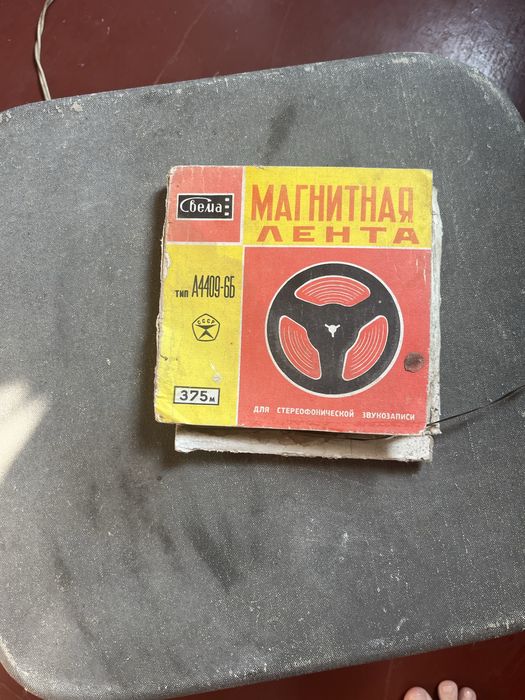 Свема
МАГНИТНАЯ
ЛЕНТА
тип А4409-6Б
СССР
375м
ДЛЯ СТЕРЕОФОНИЧЕСКОЙ ЗВУКОЗАПИСИ